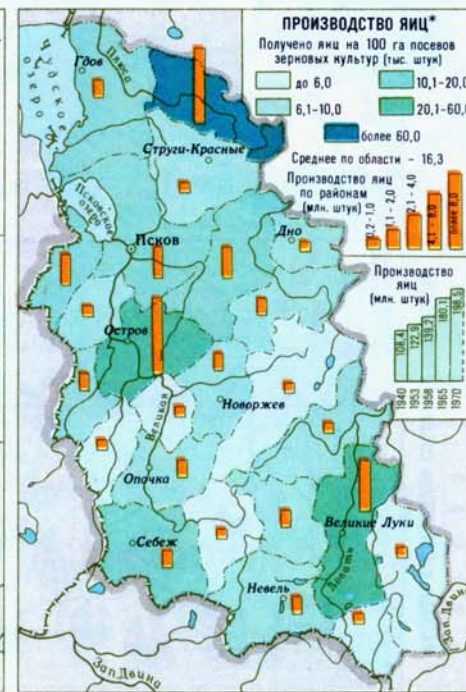 ПРОИЗВОДСТВО ЯИЦ*
Получено яиц на 100 га посевов
зерновых культур (тыс. штук)
до 6,0
10,1-20,0
6,1-10,0
20,1-60,0
более 60,0
Среднее по области - 16,3
Производство яиц
по районам
(млн. штук)
0,2-1,0
1,1-2,0
2,1-4,0
4,1-8,0
более 8,0
Производство
яиц
(млн. штук)
108,4
122,9
139,2
180,1
198,5
1940
1953
1958
1965
1970
Чудское
озеро
Гдов
Плюсса
Струги-Красные
Псковское
озеро
Псков
Дно
Остров
Великая
Новоржев
Опочка
Себеж
Великие Луки
Ловать
Невель
Зап.Двина
Зап.Двина